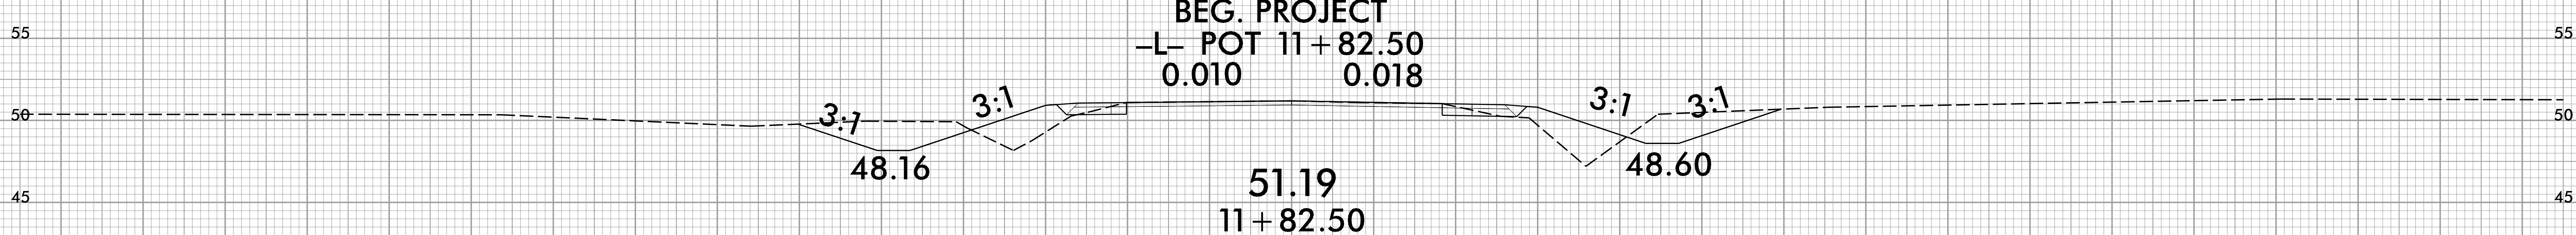 BEG. PROJECT
55 –L– POT 11+82.50 55
0.010 0.018
3:1 3:1 3:1 3:1
50 50
48.16 48.60
51.19
45 45
11+82.50